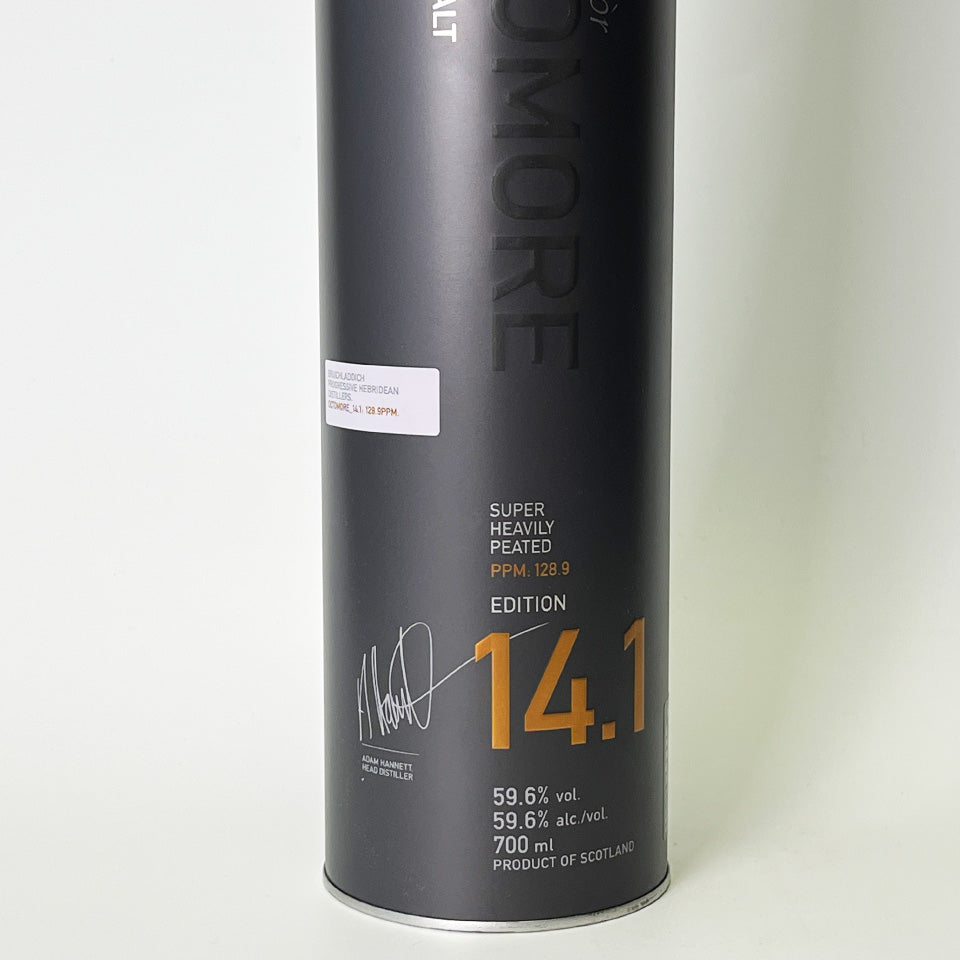 ALT
OMORE
òr
BRUICHLADDICH
PROGRESSIVE HEBRIDEAN
DISTILLERS.
OCTOMORE_14.1: 128.9PPM.
SUPER
HEAVILY
PEATED
PPM: 128.9
EDITION
14.1
ADAM HANNETT
HEAD DISTILLER
59.6% vol.
59.6% alc./vol.
700 ml
PRODUCT OF SCOTLAND